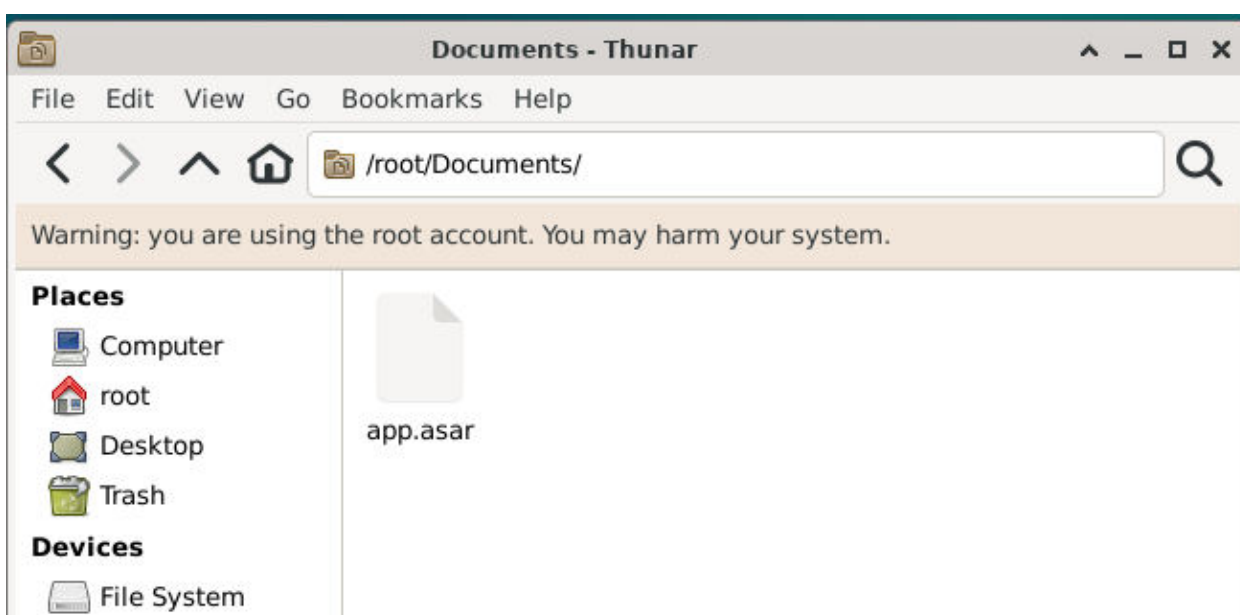 Documents - Thunar
File Edit View Go Bookmarks Help
/root/Documents/
Warning: you are using the root account. You may harm your system.
Places
Computer
root
Desktop
Trash
Devices
File System
app.asar